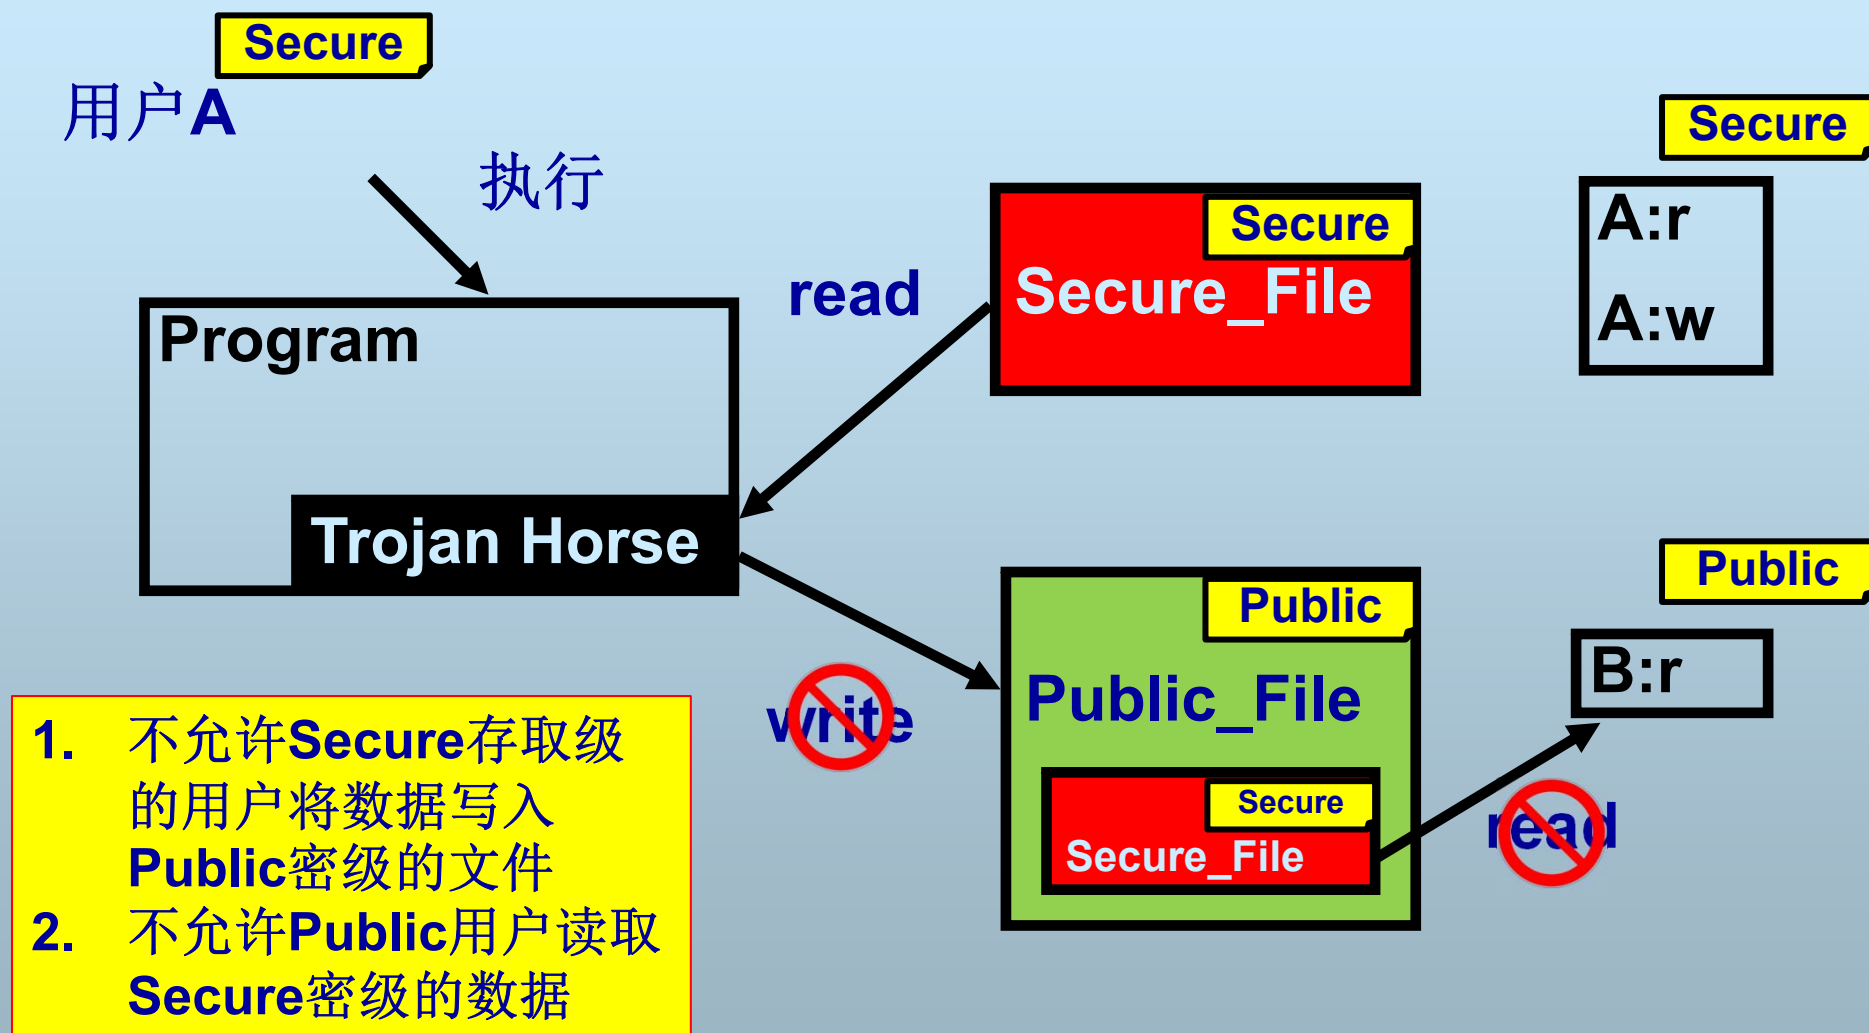 Secure
用户A
执行
Program
Trojan Horse
read
Secure
Secure_File
Secure
A:r
A:w
write
Public
Public_File
Secure
Secure_File
Public
B:r
read
1. 不允许Secure存取级
的用户将数据写入
Public密级的文件
2. 不允许Public用户读取
Secure密级的数据